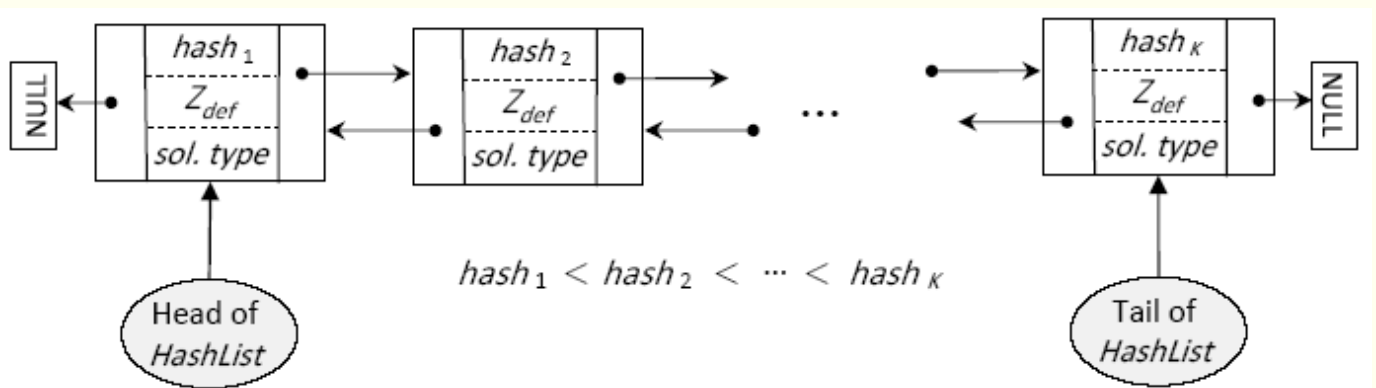 NULL
hash 1
Z def
sol. type
hash 2
Z def
sol. type
...
hash K
Z def
sol. type
NULL
hash 1 < hash 2 < ··· < hash K
Head of
HashList
Tail of
HashList